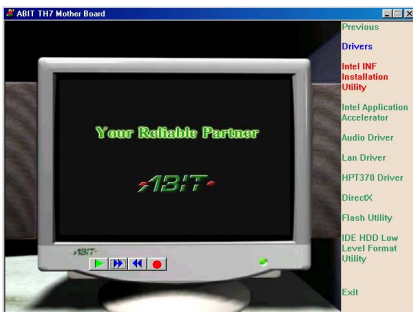 ABIT TH7 Mother Board
Previous
Drivers
Intel INF
Installation
Utility
Intel Application
Accelerator
Audio Driver
Lan Driver
HPT370 Driver
DirectX
Flash Utility
IDE HDD Low
Level Format
Utility
Exit
Your Reliable Partner
ABIT
ABIT